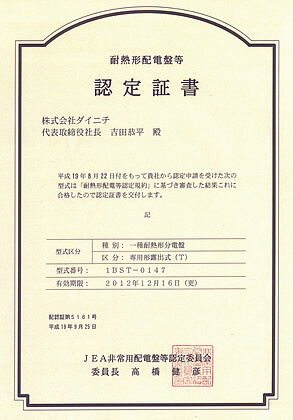 耐熱形配電盤等
認定証書
株式会社ダイニチ
代表取締役社長 吉田恭平 殿
平成19年8月22日付をもって貴社から認定申請を受けた次の
型式は「耐熱形配電等認定規約」に基づき審査した結果これに
合格したので認定証書を交付します。
記
型式区分 種別: 一種耐熱形分電盤
区分: 専用形露出式(T)
型式番号: 1BST-0147
有効期限: 2012年12月16日(更)
配認証第5161号
平成19年9月25日
JEA非常用配電盤等認定委員会
委員長 高橋健彦